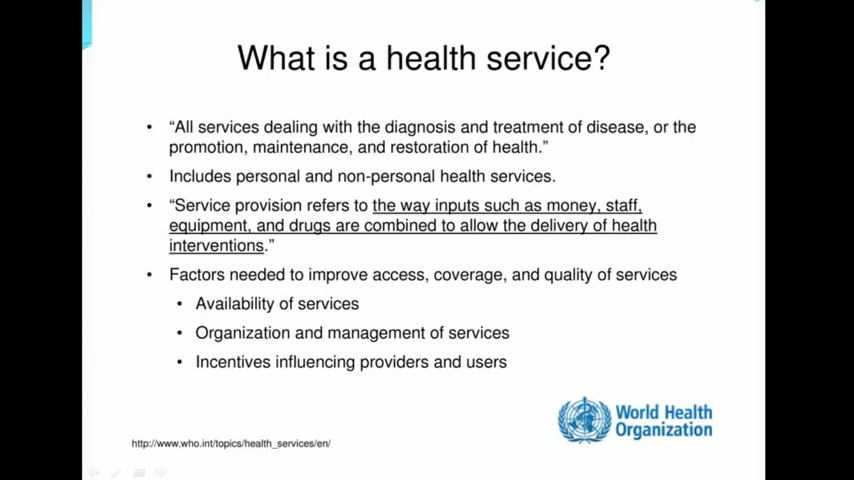 What is a health service?
• “All services dealing with the diagnosis and treatment of disease, or the
promotion, maintenance, and restoration of health.”
• Includes personal and non-personal health services.
• “Service provision refers to the way inputs such as money, staff,
equipment, and drugs are combined to allow the delivery of health
interventions.”
• Factors needed to improve access, coverage, and quality of services
• Availability of services
• Organization and management of services
• Incentives influencing providers and users
World Health
Organization
http://www.who.int/topics/health_services/en/